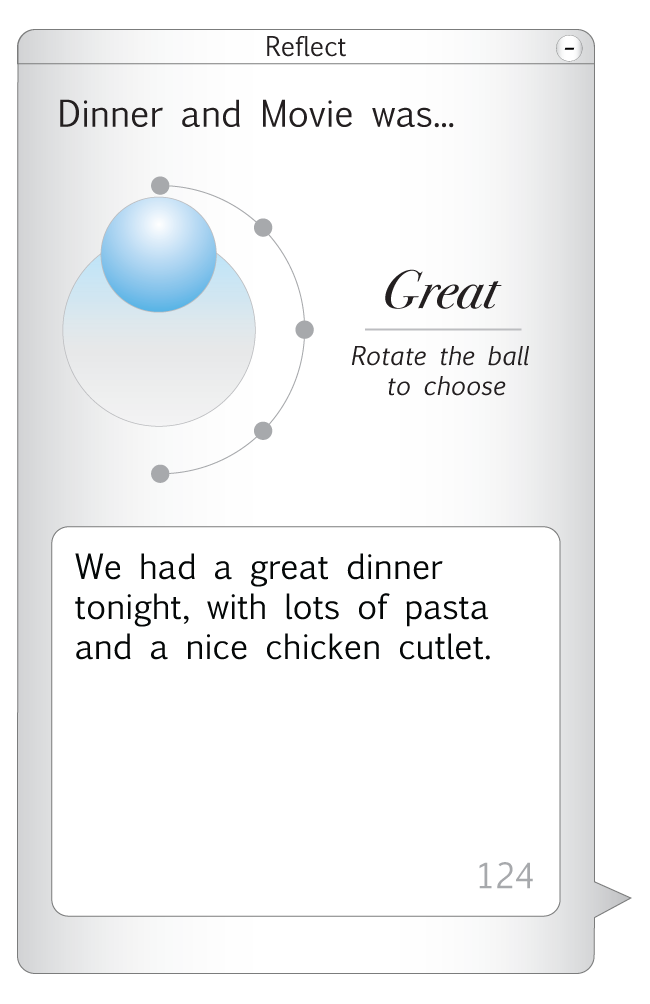 Reflect
-
Dinner and Movie was...
Great
Rotate the ball
to choose
We had a great dinner
tonight, with lots of pasta
and a nice chicken cutlet.
124